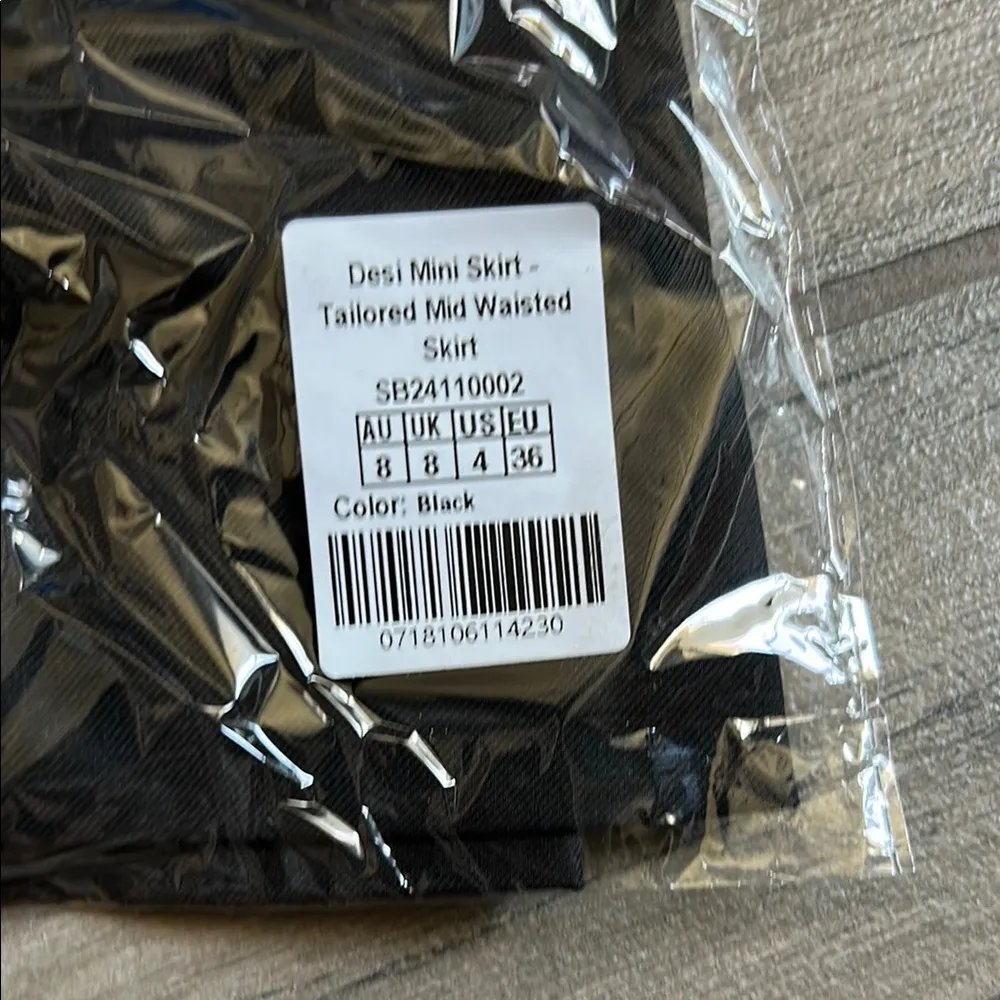 Desi Mini Skirt -
Tailored Mid Waisted
Skirt
SB24110002
AU UK US EU
8 8 4 36
Color: Black
0718106114230